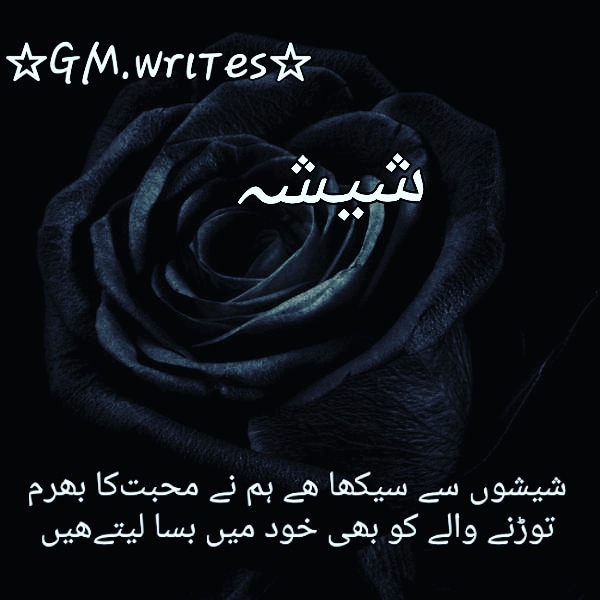 ☆GM.wrıтes☆
شیشہ
شیشوں سے سیکھا ھے ہم نے محبت‌کا بھرم
توڑنے والے کو بھی خود میں بسا لیتے‌ھیں